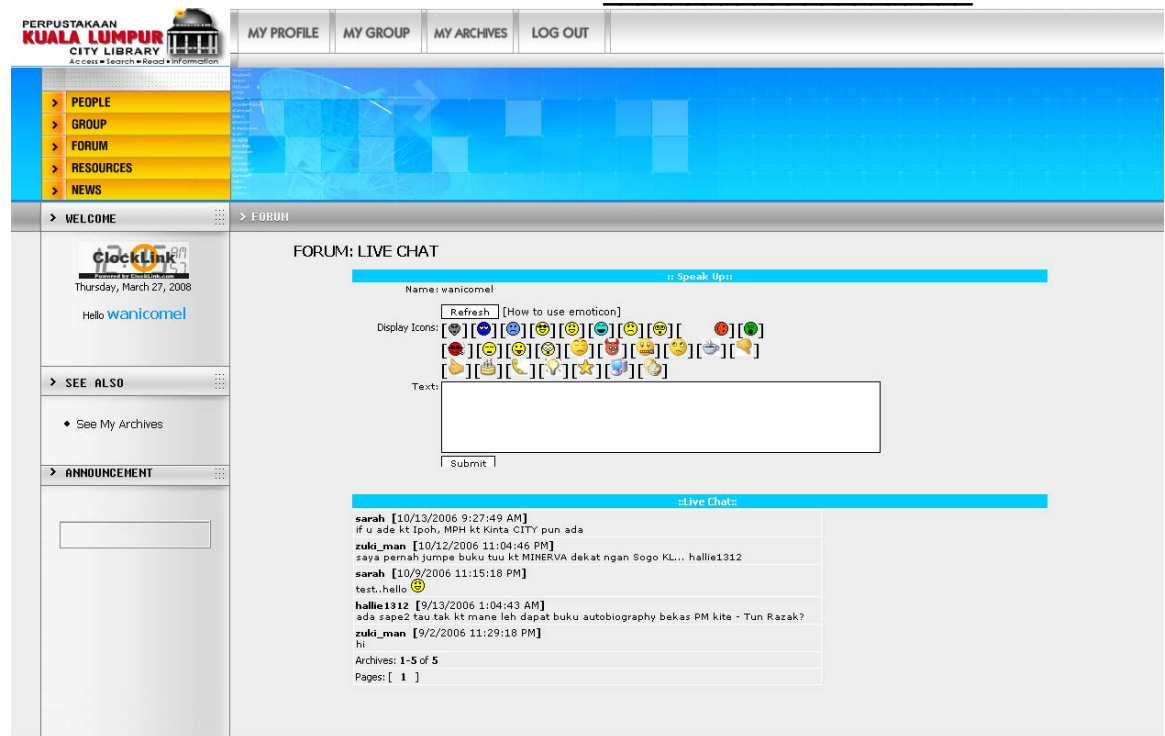 PERPUSTAKAAN
KUALA LUMPUR
CITY LIBRARY
Access Search Read Information
MY PROFILE MY GROUP MY ARCHIVES LOG OUT
> PEOPLE
> GROUP
> FORUM
> RESOURCES
> NEWS
> WELCOME
> FORUM
ClockLink
Powered by ClockLink.com
Thursday, March 27, 2008
Hello wanicomel
> SEE ALSO
See My Archives
> ANNOUNCEMENT
FORUM: LIVE CHAT
:: Speak Up::
Name: wanicomel
Refresh [How to use emoticon]
Display Icons:
Text:
Submit
::Live Chat::
sarah [10/13/2006 9:27:49 AM]
if u ade kt Ipoh, MPH kt Kinta CITY pun ada
zuki_man [10/12/2006 11:04:46 PM]
saya pernah jumpe buku tuu kt MINERVA dekat ngan Sogo KL... hallie1312
sarah [10/9/2006 11:15:18 PM]
test..hello
hallie1312 [9/13/2006 1:04:43 AM]
ada sape2 tau tak kt mane leh dapat buku autobiography bekas PM kite - Tun Razak?
zuki_man [9/2/2006 11:29:18 PM]
hi
Archives: 1-5 of 5
Pages: [ 1 ]